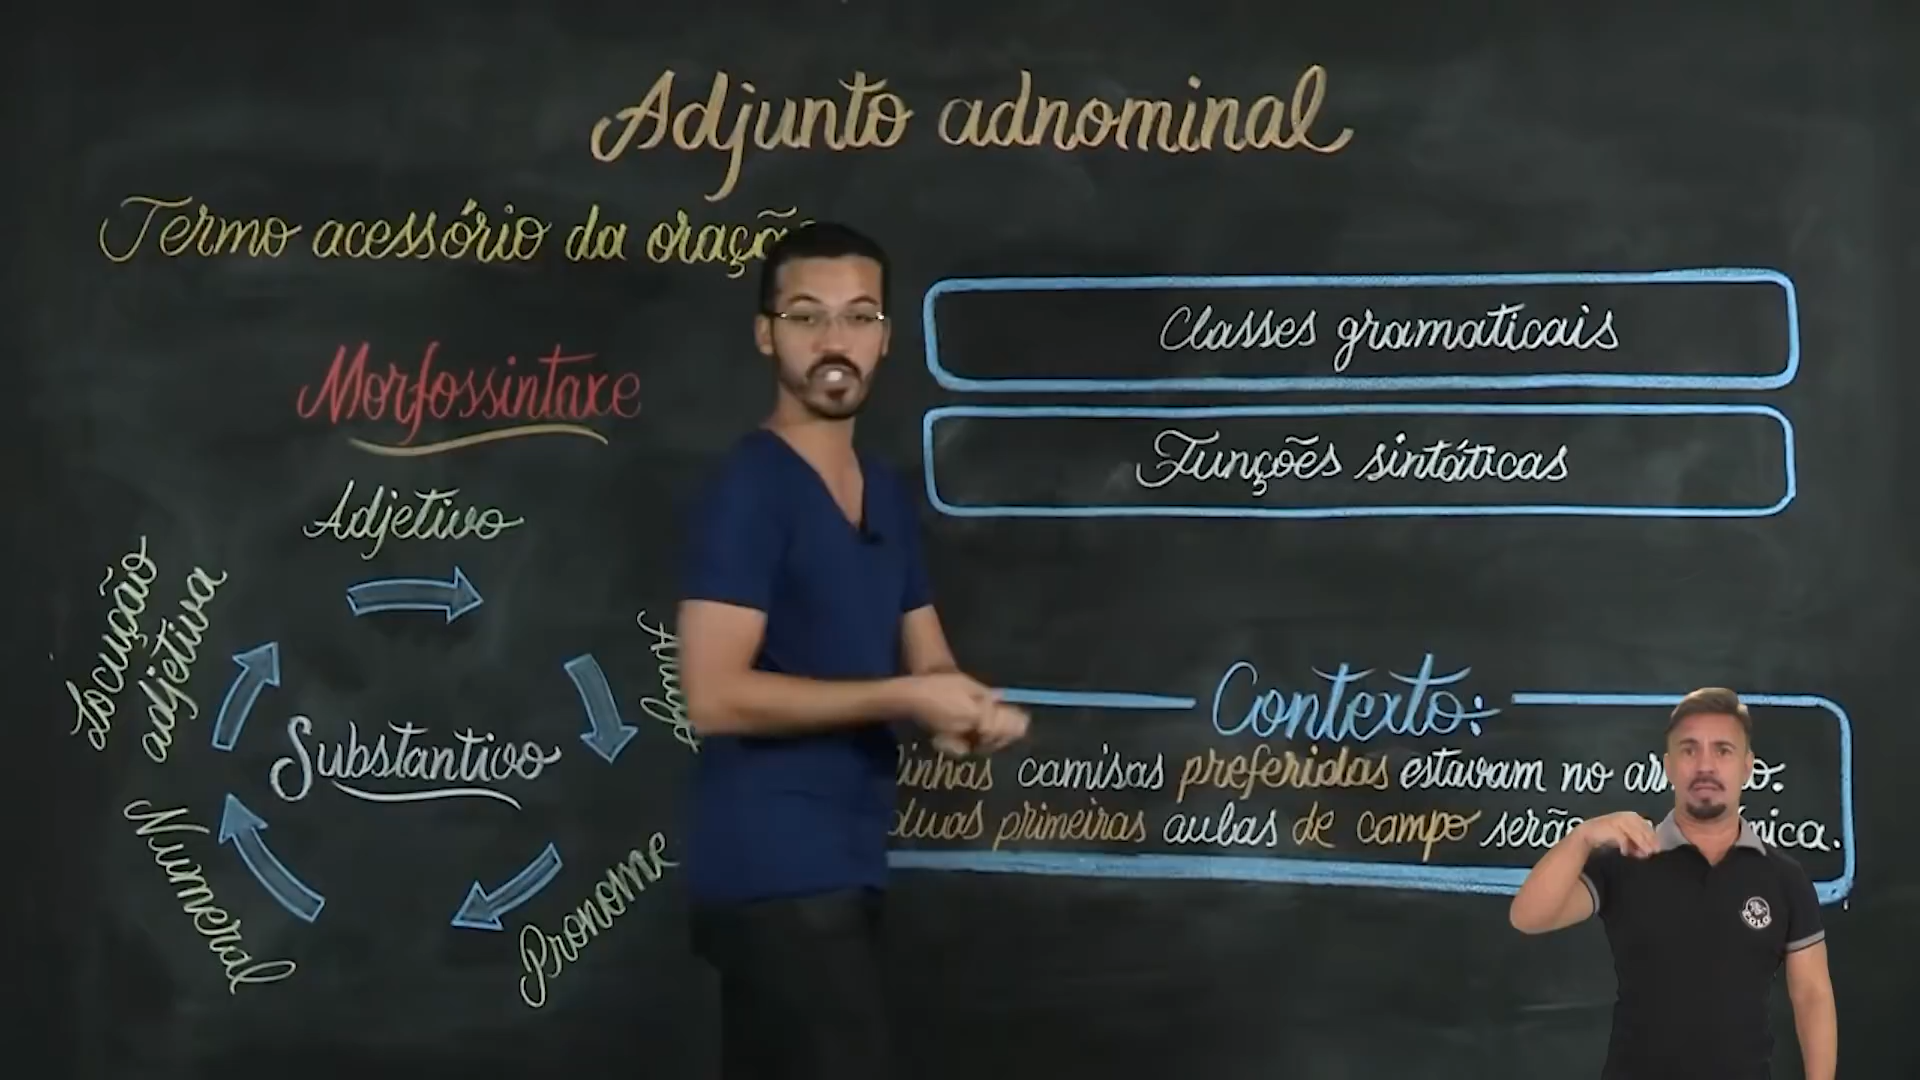 Adjunto adnominal
Termo acessório da oração
Morfossintaxe
Classes gramaticais
Funções sintáticas
Adjetivo
Locução
adjetiva
Substantivo
Numeral
Pronome
Contexto:
camisas preferidas estavam no
duas primeiras aulas de campo
POLO